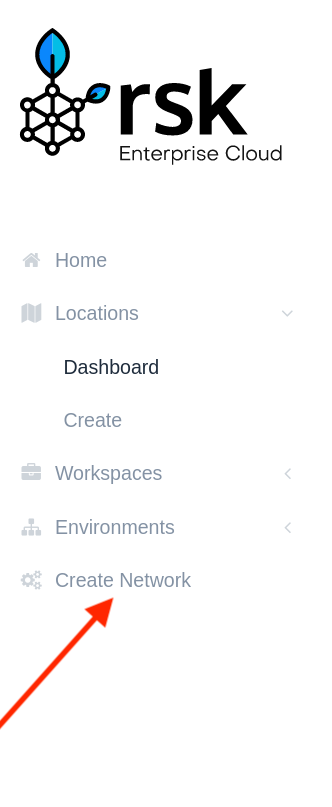 rsk
Enterprise Cloud
Home
Locations
Dashboard
Create
Workspaces
Environments
Create Network